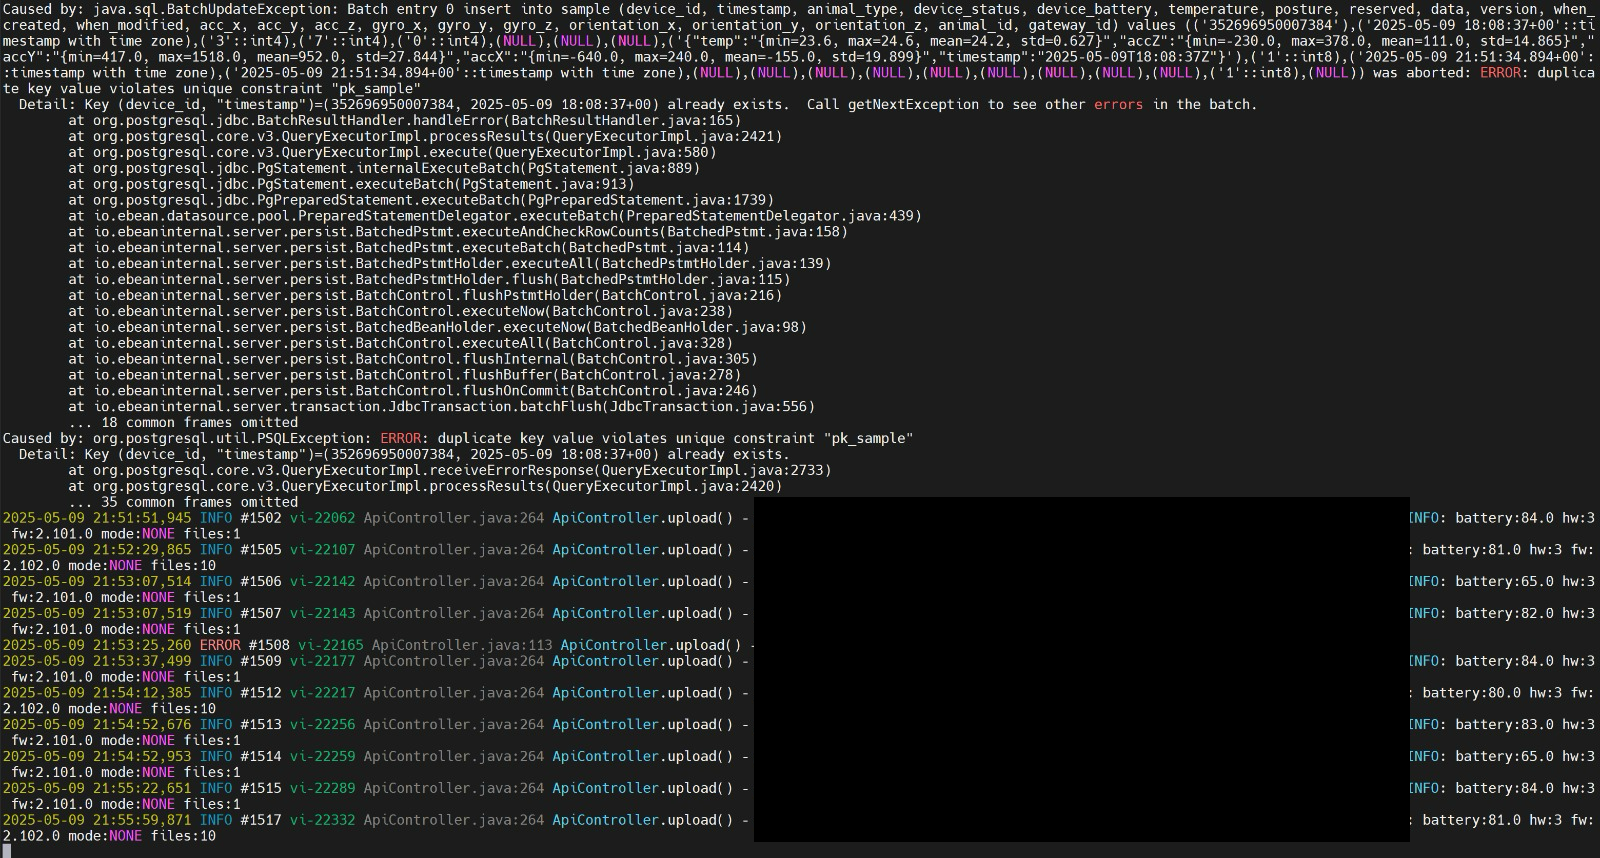 Caused by: java.sql.BatchUpdateException: Batch entry 0 insert into sample (device_id, timestamp, animal_type, device_status, device_battery, temperature, posture, reserved, data, version, when_
created, when_modified, acc_x, acc_y, acc_z, gyro_x, gyro_y, gyro_z, orientation_x, orientation_y, orientation_z, animal_id, gateway_id) values (('352696950007384'),('2025-05-09 18:08:37+00'::ti
mestamp with time zone),('3'::int4),('7'::int4),('0'::int4),(NULL),(NULL),(NULL),('{"temp":"{min=23.6, max=24.6, mean=24.2, std=0.627}","accZ":"{min=-230.0, max=378.0, mean=111.0, std=14.865}","
accY":"{min=417.0, max=1518.0, mean=952.0, std=27.844}","accX":"{min=-640.0, max=240.0, mean=-155.0, std=19.899}","timestamp":"2025-05-09T18:08:37Z"}'),('1'::int8),('2025-05-09 21:51:34.894+00':
:timestamp with time zone),('2025-05-09 21:51:34.894+00'::timestamp with time zone),(NULL),(NULL),(NULL),(NULL),(NULL),(NULL),(NULL),(NULL),(NULL),('1'::int8),(NULL)) was aborted: ERROR: duplica
te key value violates unique constraint "pk_sample"
Detail: Key (device_id, "timestamp")=(352696950007384, 2025-05-09 18:08:37+00) already exists.  Call getNextException to see other errors in the batch.
at org.postgresql.jdbc.BatchResultHandler.handleError(BatchResultHandler.java:165)
at org.postgresql.core.v3.QueryExecutorImpl.processResults(QueryExecutorImpl.java:2421)
at org.postgresql.core.v3.QueryExecutorImpl.execute(QueryExecutorImpl.java:580)
at org.postgresql.jdbc.PgStatement.internalExecuteBatch(PgStatement.java:889)
at org.postgresql.jdbc.PgStatement.executeBatch(PgStatement.java:913)
at org.postgresql.jdbc.PgPreparedStatement.executeBatch(PgPreparedStatement.java:1739)
at io.ebean.datasource.pool.PreparedStatementDelegator.executeBatch(PreparedStatementDelegator.java:439)
at io.ebeaninternal.server.persist.BatchedPstmt.executeAndCheckRowCounts(BatchedPstmt.java:158)
at io.ebeaninternal.server.persist.BatchedPstmt.executeBatch(BatchedPstmt.java:114)
at io.ebeaninternal.server.persist.BatchedPstmtHolder.executeAll(BatchedPstmtHolder.java:139)
at io.ebeaninternal.server.persist.BatchedPstmtHolder.flush(BatchedPstmtHolder.java:115)
at io.ebeaninternal.server.persist.BatchControl.flushPstmtHolder(BatchControl.java:216)
at io.ebeaninternal.server.persist.BatchControl.executeNow(BatchControl.java:238)
at io.ebeaninternal.server.persist.BatchedBeanHolder.executeNow(BatchedBeanHolder.java:98)
at io.ebeaninternal.server.persist.BatchControl.executeAll(BatchControl.java:328)
at io.ebeaninternal.server.persist.BatchControl.flushInternal(BatchControl.java:305)
at io.ebeaninternal.server.persist.BatchControl.flushBuffer(BatchControl.java:278)
at io.ebeaninternal.server.persist.BatchControl.flushOnCommit(BatchControl.java:246)
at io.ebeaninternal.server.transaction.JdbcTransaction.batchFlush(JdbcTransaction.java:556)
... 18 common frames omitted
Caused by: org.postgresql.util.PSQLException: ERROR: duplicate key value violates unique constraint "pk_sample"
Detail: Key (device_id, "timestamp")=(352696950007384, 2025-05-09 18:08:37+00) already exists.
at org.postgresql.core.v3.QueryExecutorImpl.receiveErrorResponse(QueryExecutorImpl.java:2733)
at org.postgresql.core.v3.QueryExecutorImpl.processResults(QueryExecutorImpl.java:2420)
... 35 common frames omitted
2025-05-09 21:51:51,945 INFO #1502 vi-22062 ApiController.java:264 ApiController.upload() - INFO: battery:84.0 hw:3
fw:2.101.0 mode:NONE files:1
2025-05-09 21:52:29,865 INFO #1505 vi-22107 ApiController.java:264 ApiController.upload() - : battery:81.0 hw:3 fw:
2.102.0 mode:NONE files:10
2025-05-09 21:53:07,514 INFO #1506 vi-22142 ApiController.java:264 ApiController.upload() - INFO: battery:65.0 hw:3
fw:2.101.0 mode:NONE files:1
2025-05-09 21:53:07,519 INFO #1507 vi-22143 ApiController.java:264 ApiController.upload() - INFO: battery:82.0 hw:3
fw:2.101.0 mode:NONE files:1
2025-05-09 21:53:25,260 ERROR #1508 vi-22165 ApiController.java:113 ApiController.upload() -
2025-05-09 21:53:37,499 INFO #1509 vi-22177 ApiController.java:264 ApiController.upload() - INFO: battery:84.0 hw:3
fw:2.101.0 mode:NONE files:1
2025-05-09 21:54:12,385 INFO #1512 vi-22217 ApiController.java:264 ApiController.upload() - : battery:80.0 hw:3 fw:
2.102.0 mode:NONE files:10
2025-05-09 21:54:52,676 INFO #1513 vi-22256 ApiController.java:264 ApiController.upload() - INFO: battery:83.0 hw:3
fw:2.101.0 mode:NONE files:1
2025-05-09 21:54:52,953 INFO #1514 vi-22259 ApiController.java:264 ApiController.upload() - INFO: battery:65.0 hw:3
fw:2.101.0 mode:NONE files:1
2025-05-09 21:55:22,651 INFO #1515 vi-22289 ApiController.java:264 ApiController.upload() - INFO: battery:84.0 hw:3
fw:2.101.0 mode:NONE files:1
2025-05-09 21:55:59,871 INFO #1517 vi-22332 ApiController.java:264 ApiController.upload() - : battery:81.0 hw:3 fw:
2.102.0 mode:NONE files:10